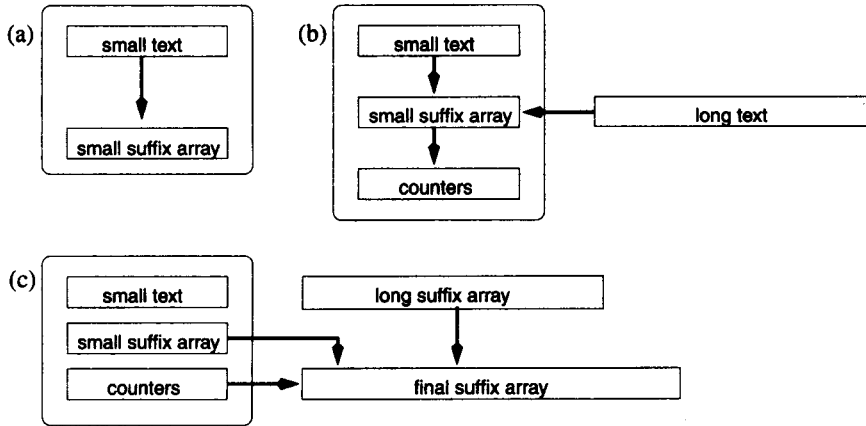 (a)
small text
small suffix array
(b)
small text
small suffix array
long text
counters
(c)
small text
long suffix array
small suffix array
counters
final suffix array